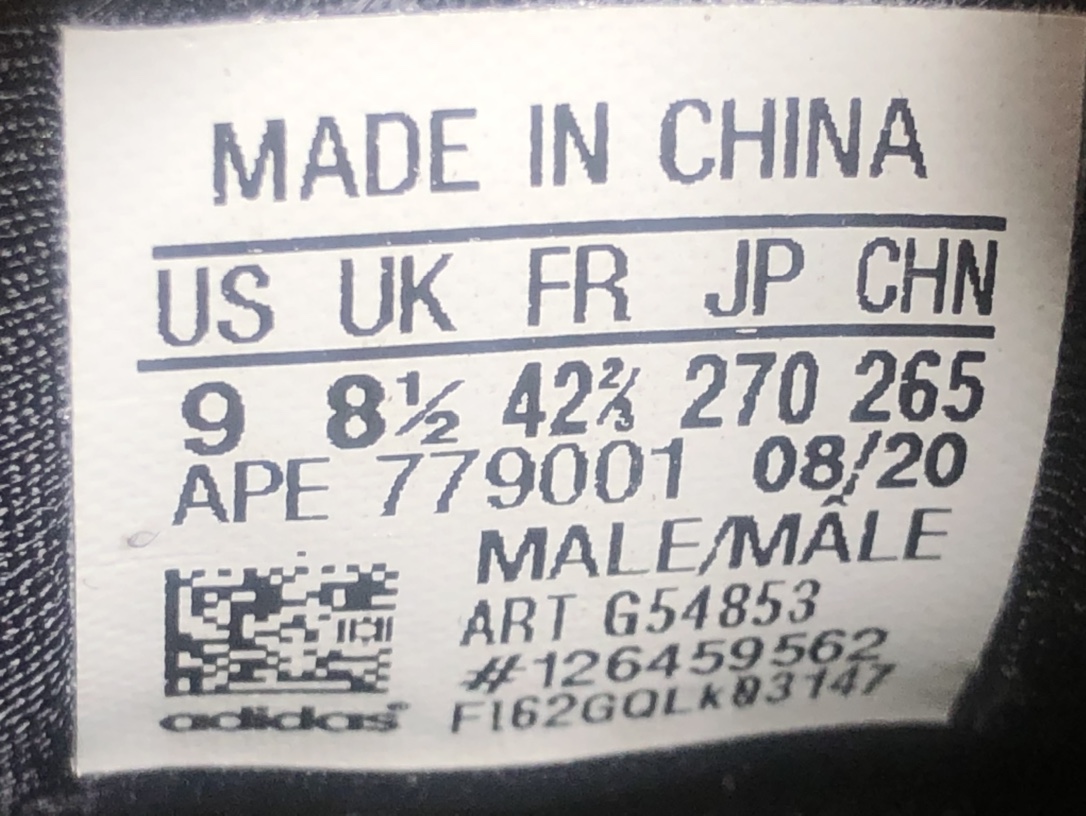 MADE IN CHINA
US UK FR JP CHN
9 8½ 42⅔ 270 265
APE 779001 08/20
MALE/MÂLE
ART G54853
#126459562
adidas